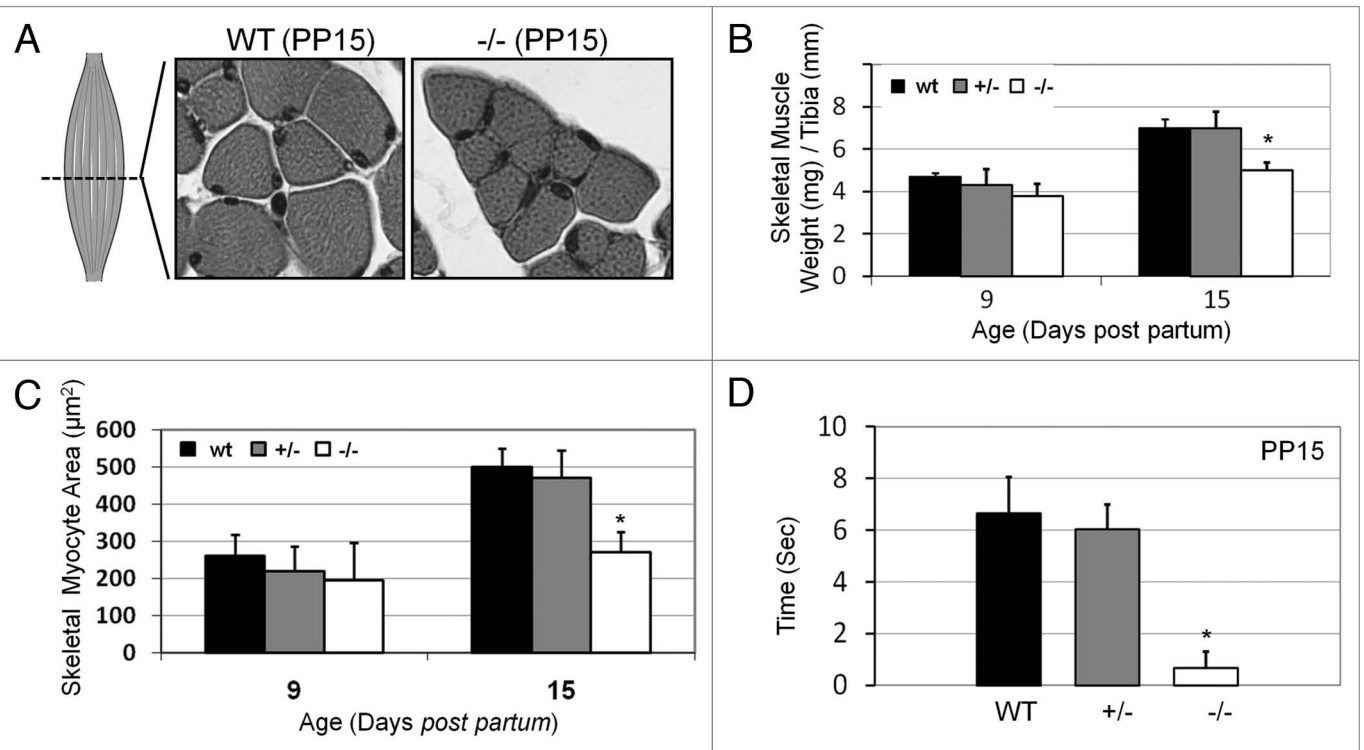 A
WT (PP15)
-/- (PP15)
B
Skeletal Muscle
Weight (mg) / Tibia (mm)
wt +/- -/-
8
6
4
2
0
*
9
15
Age (Days post partum)
C
Skeletal Myocyte Area (µm²)
600
500
400
300
200
100
0
wt +/- -/-
*
9
15
Age (Days post partum)
D
Time (Sec)
10
8
6
4
2
0
PP15
*
WT +/- -/-